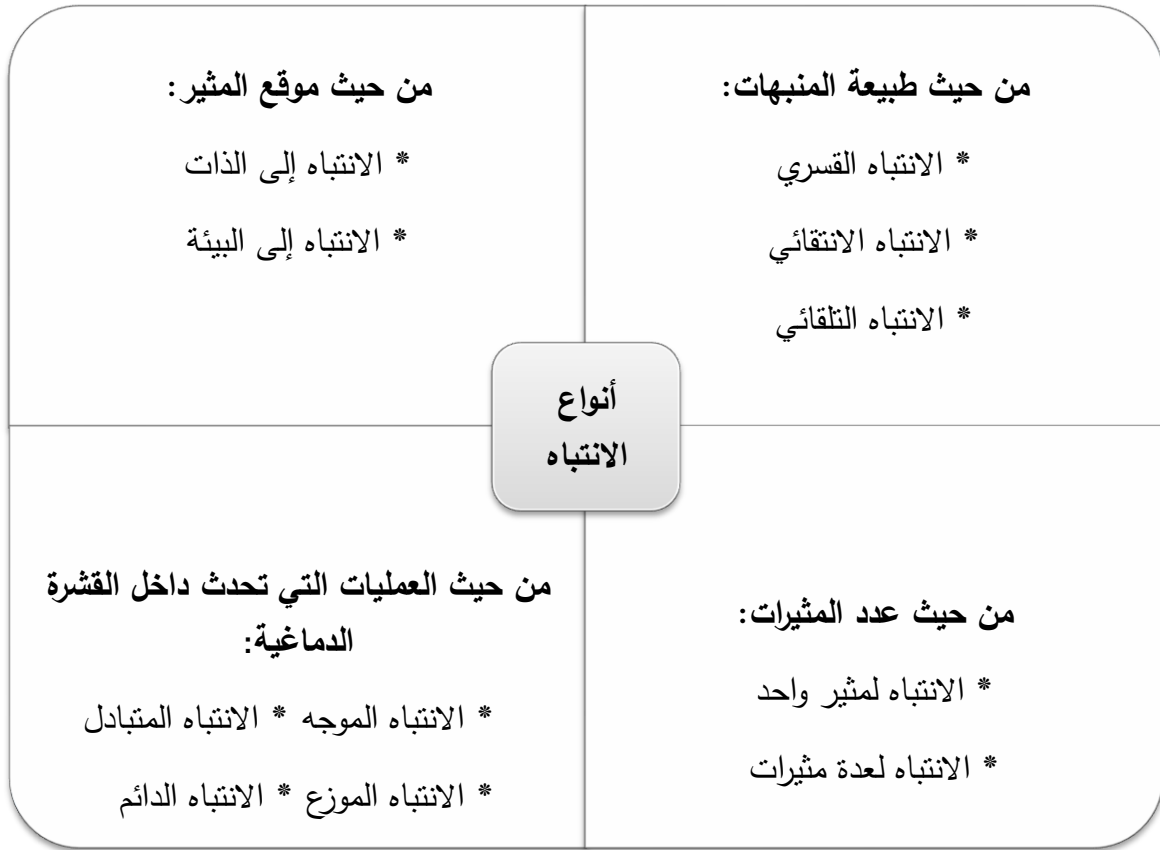 من حيث طبيعة المنبهات:
* الانتباه القسري
* الانتباه الانتقائي
* الانتباه التلقائي
من حيث موقع المثير:
* الانتباه إلى الذات
* الانتباه إلى البيئة
أنواع
الانتباه
من حيث عدد المثيرات:
* الانتباه لمثير واحد
* الانتباه لعدة مثيرات
من حيث العمليات التي تحدث داخل القشرة
الدماغية:
* الانتباه الموجه * الانتباه المتبادل
* الانتباه الموزع * الانتباه الدائم